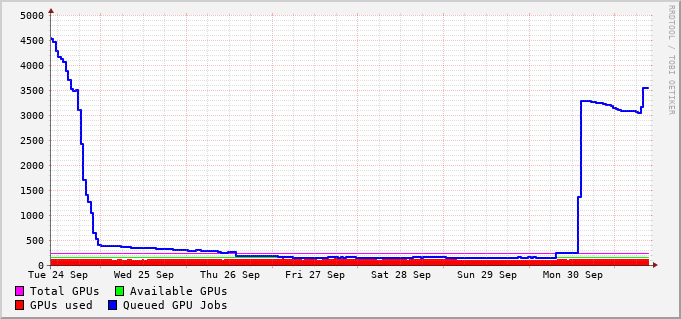 5000
4500
4000
3500
3000
2500
2000
1500
1000
500
0
Tue 24 Sep Wed 25 Sep Thu 26 Sep Fri 27 Sep Sat 28 Sep Sun 29 Sep Mon 30 Sep
Total GPUs Available GPUs
GPUs used Queued GPU Jobs
RRDTOOL / TOBI OETIKER